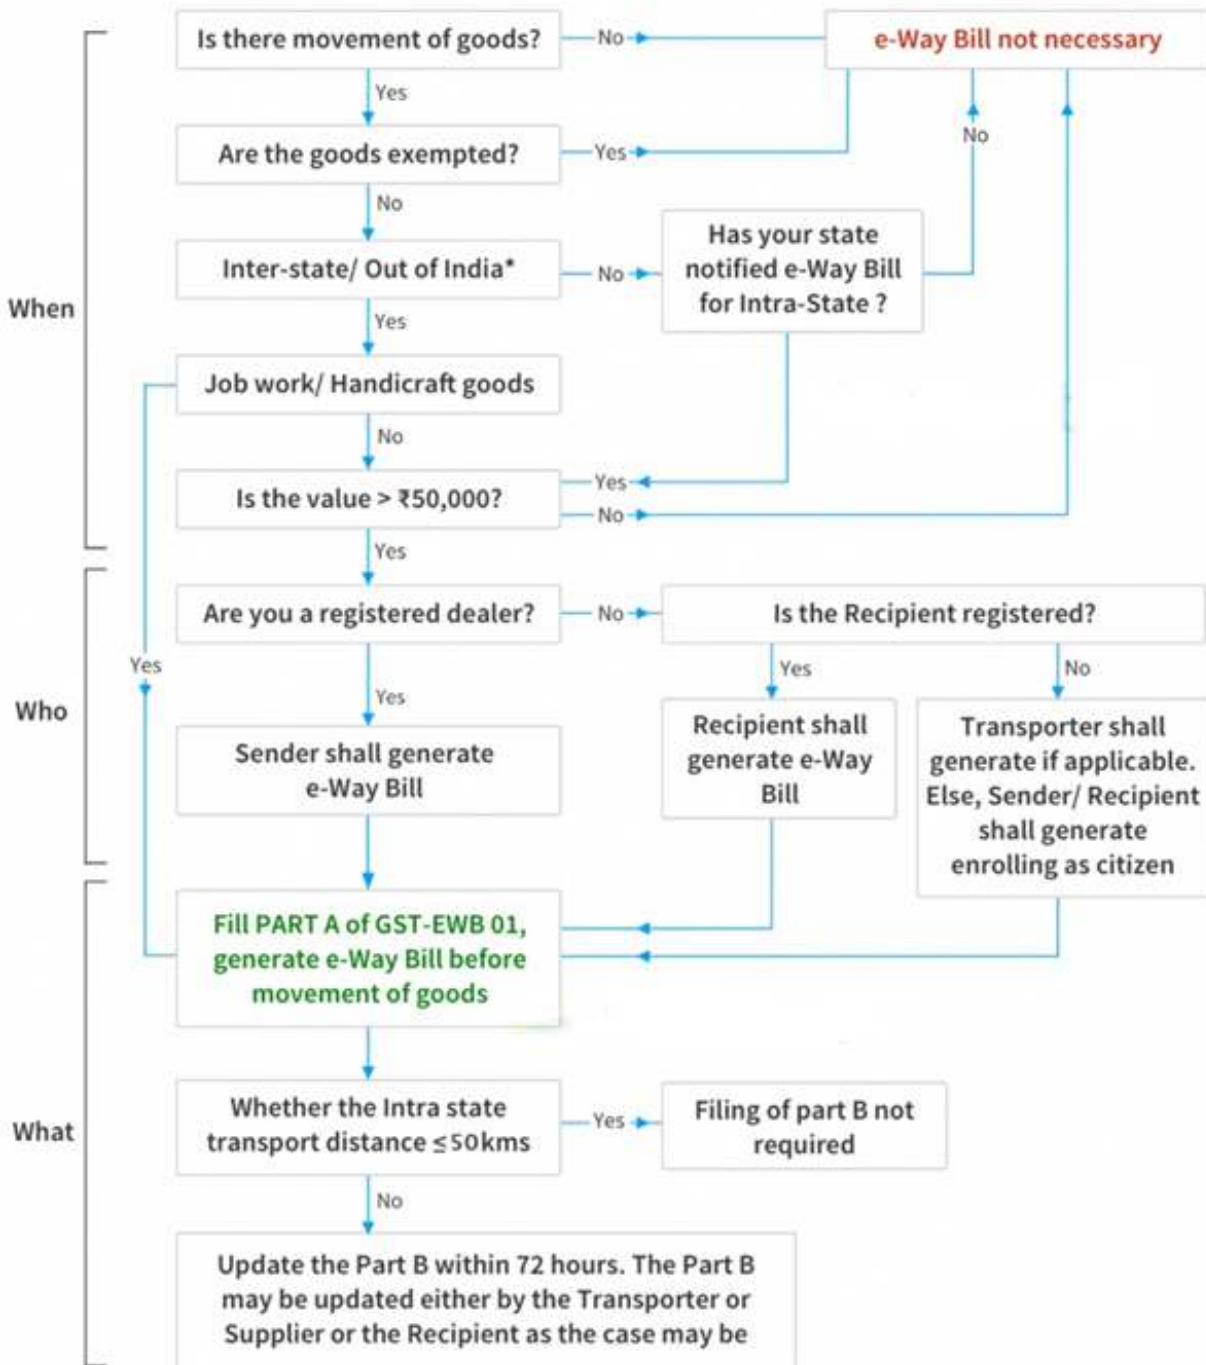 Is there movement of goods?
No
e-Way Bill not necessary
Yes
Are the goods exempted?
Yes
No
No
Inter-state/ Out of India*
No
Has your state
notified e-Way Bill
for Intra-State ?
When
Yes
Job work/ Handicraft goods
No
Is the value > ₹50,000?
Yes
No
Yes
Are you a registered dealer?
No
Is the Recipient registered?
Yes
Yes
Yes
No
Who
Sender shall generate
e-Way Bill
Recipient shall
generate e-Way
Bill
Transporter shall
generate if applicable.
Else, Sender/ Recipient
shall generate
enrolling as citizen
Fill PART A of GST-EWB 01,
generate e-Way Bill before
movement of goods
What
Whether the Intra state
transport distance ≤50kms
Yes
Filing of part B not
required
No
Update the Part B within 72 hours. The Part B
may be updated either by the Transporter or
Supplier or the Recipient as the case may be